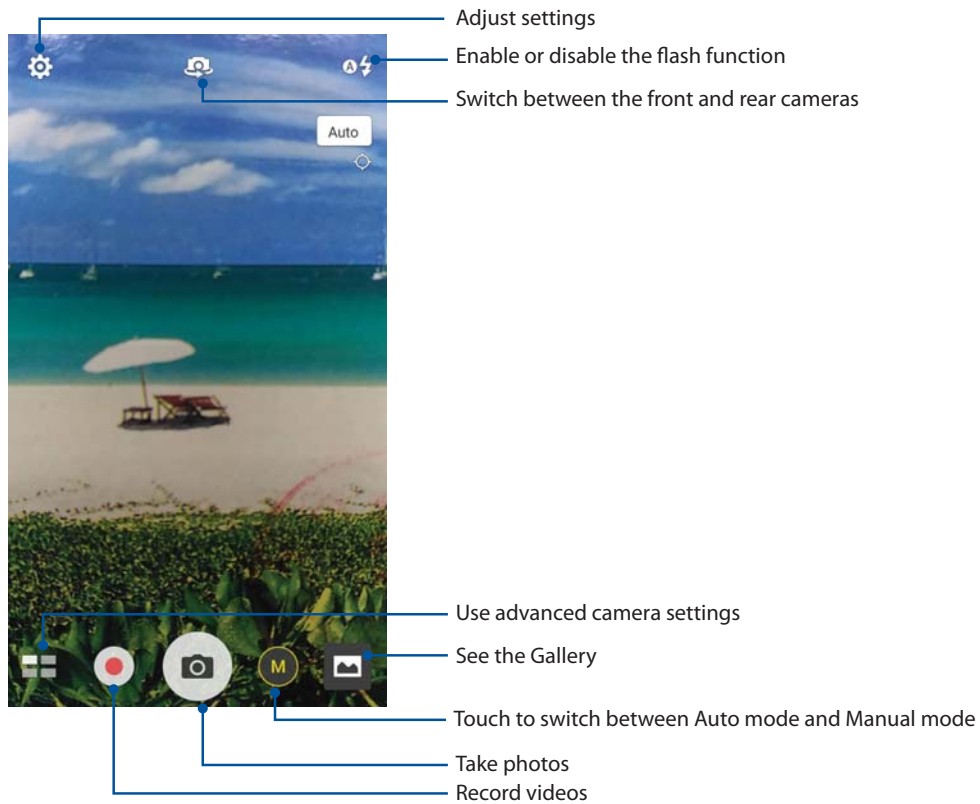 Adjust settings
Enable or disable the flash function
Switch between the front and rear cameras
A
Auto
Use advanced camera settings
See the Gallery
M
Touch to switch between Auto mode and Manual mode
Take photos
Record videos